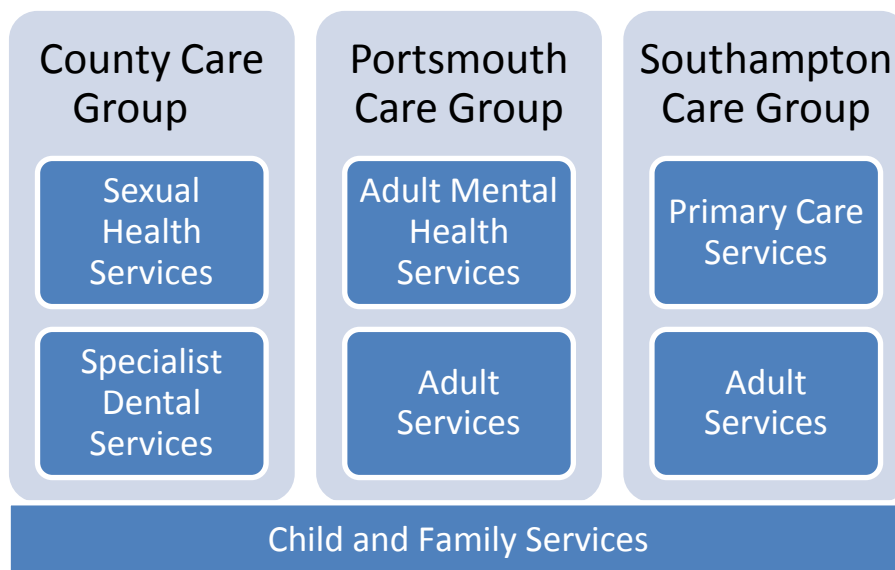 County Care
Group
Sexual
Health
Services
Specialist
Dental
Services
Portsmouth
Care Group
Adult Mental
Health
Services
Adult
Services
Southampton
Care Group
Primary Care
Services
Adult
Services
Child and Family Services